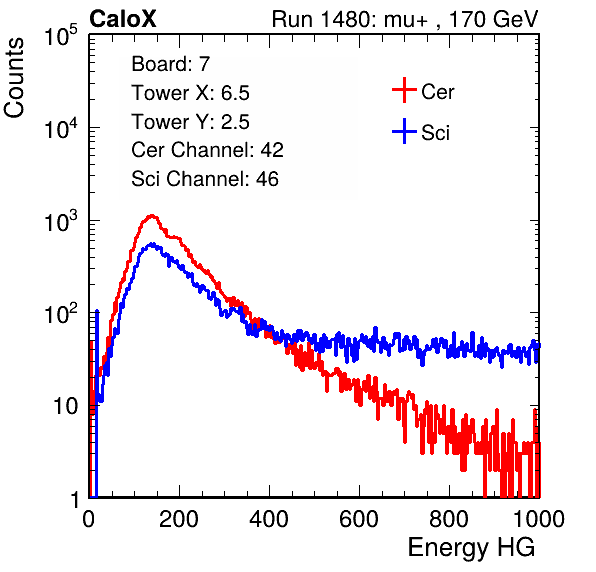 CaloX Run 1480: mu+ , 170 GeV
Counts
10^5
10^4
10^3
10^2
10
1
Board: 7
Tower X: 6.5
Tower Y: 2.5
Cer Channel: 42
Sci Channel: 46
Cer
Sci
0 200 400 600 800 1000
Energy HG